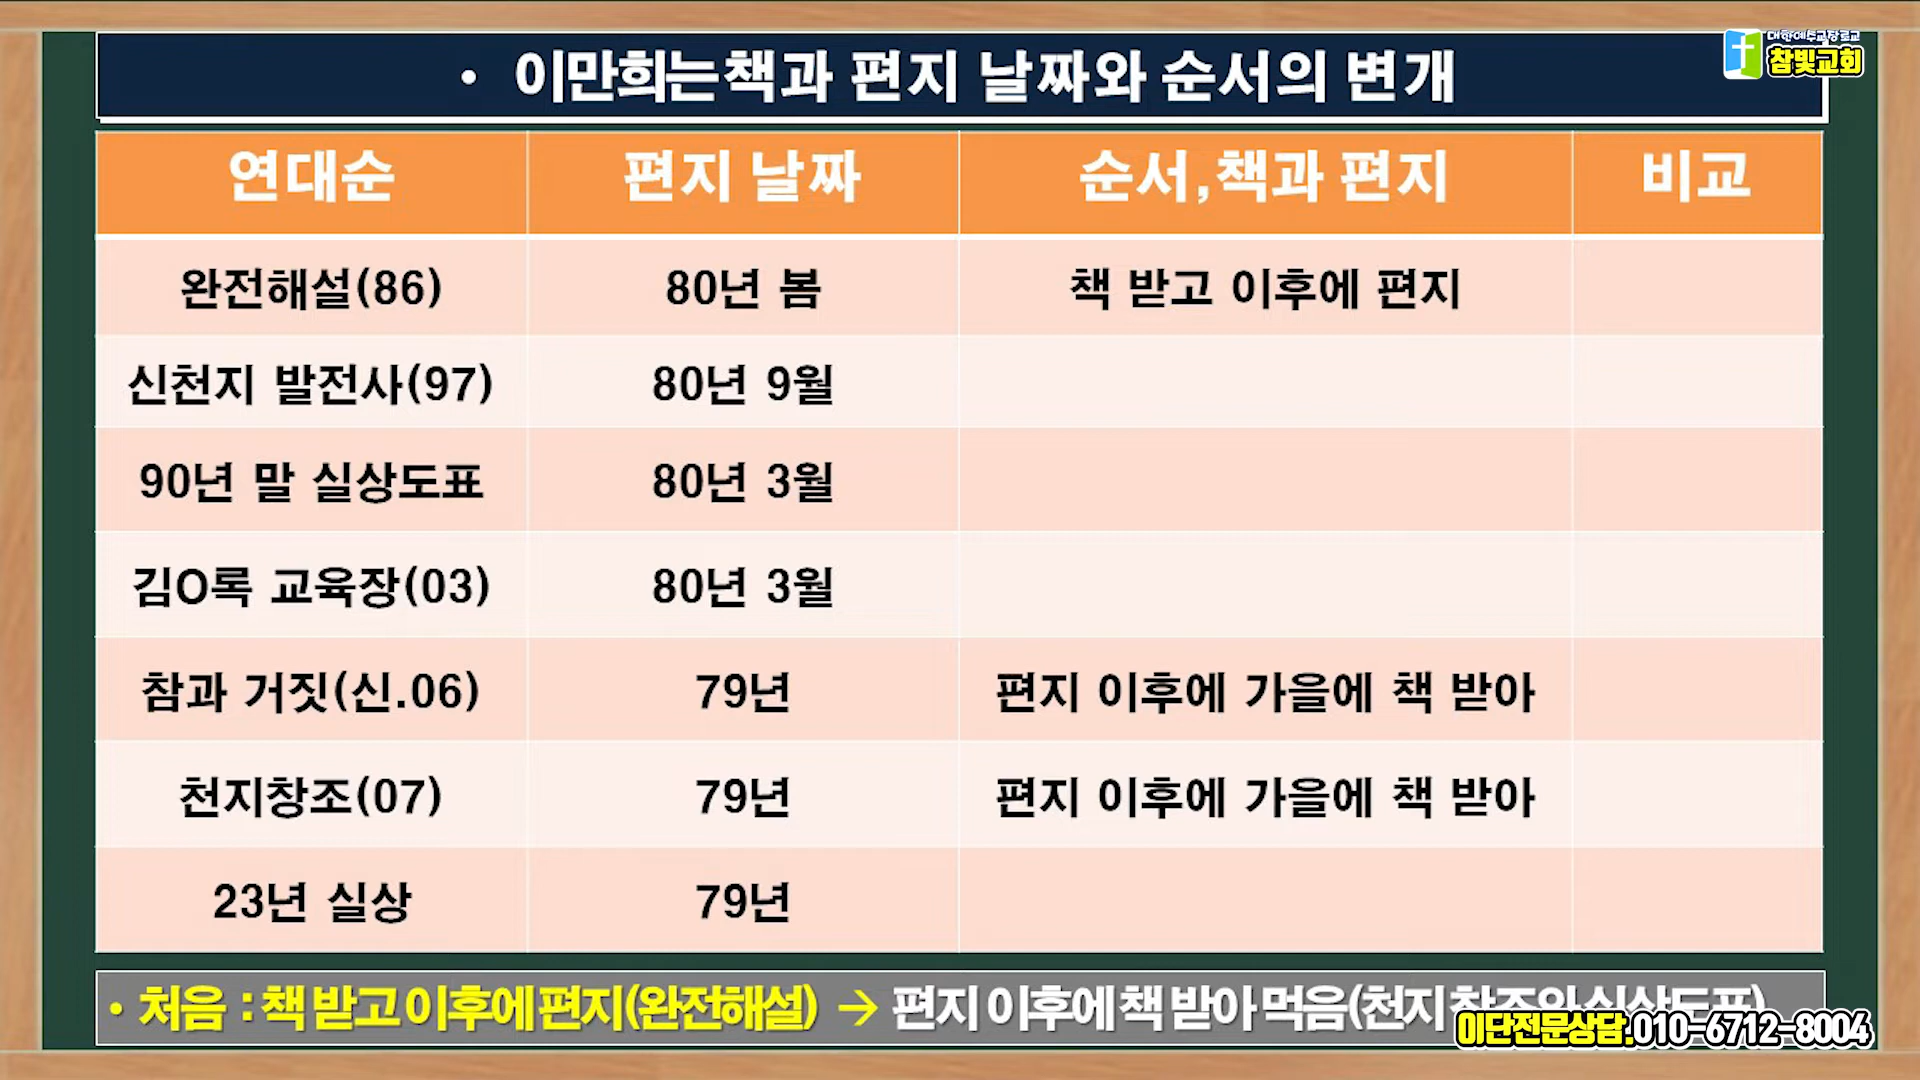 • 이만희는책과 편지 날짜와 순서의 변개
대한예수교장로교
참빛교회
연대순 편지 날짜 순서,책과 편지 비교
완전해설(86) 80년 봄 책 받고 이후에 편지
신천지 발전사(97) 80년 9월
90년 말 실상도표 80년 3월
김O록 교육장(03) 80년 3월
참과 거짓(신.06) 79년 편지 이후에 가을에 책 받아
천지창조(07) 79년 편지 이후에 가을에 책 받아
23년 실상 79년
• 처음 : 책 받고 이후에 편지(완전해설) → 편지 이후에 책 받아 먹음(천지창조와 실상도표)
이단전문상담.010-6712-8004